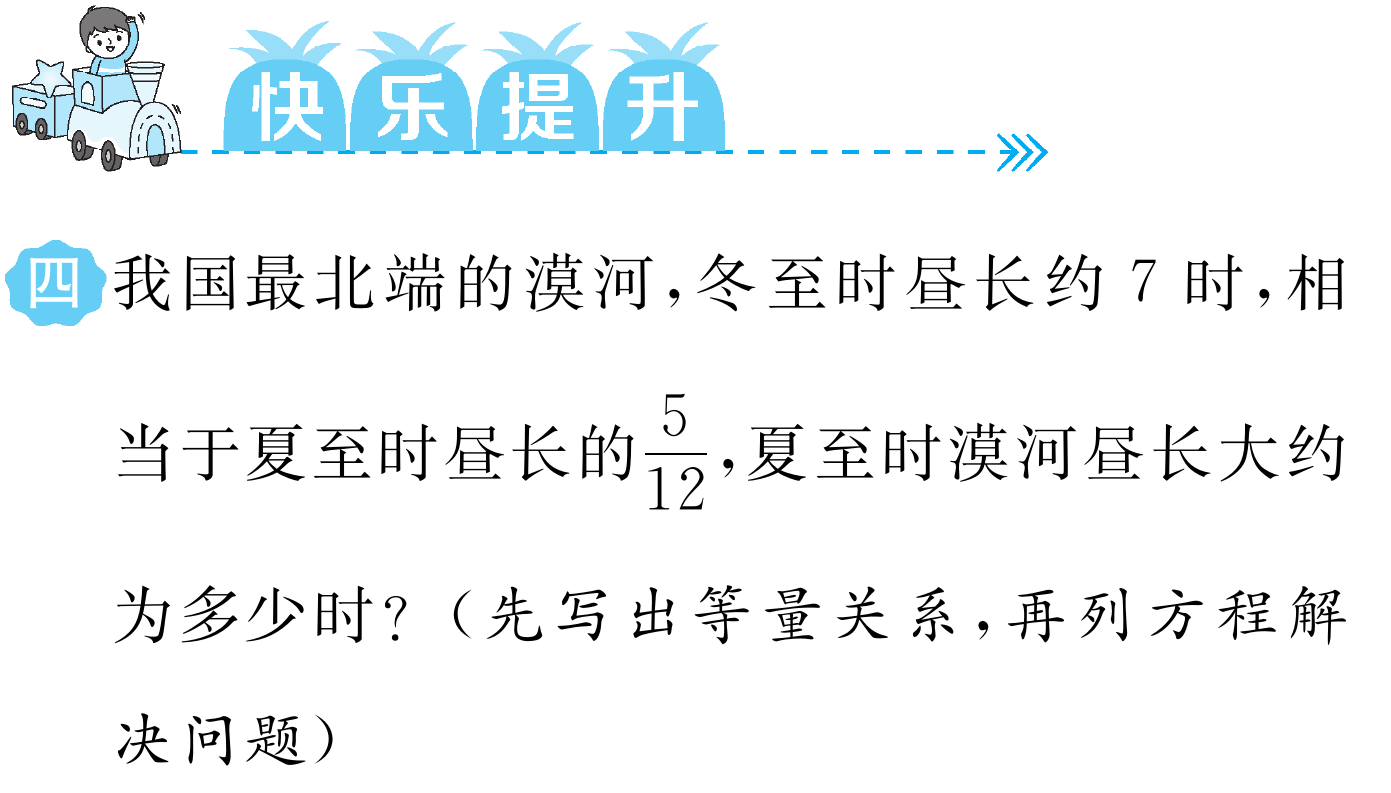 快乐提升
四 我国最北端的漠河,冬至时昼长约 7 时,相
当于夏至时昼长的5/12,夏至时漠河昼长大约
为多少时?(先写出等量关系,再列方程解
决问题)